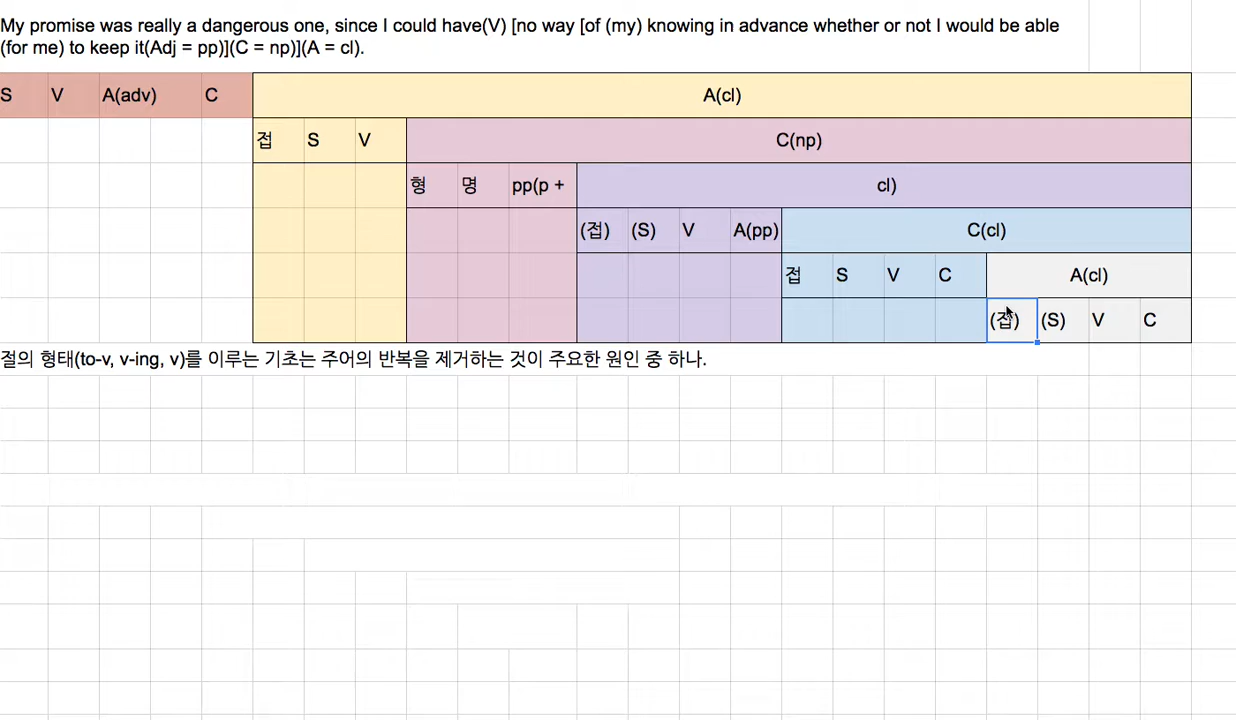 My promise was really a dangerous one, since I could have(V) [no way [of (my) knowing in advance whether or not I would be able
(for me) to keep it(Adj = pp)](C = np)](A = cl).
S V A(adv) C A(cl)
접 S V C(np)
형 명 pp(p + cl)
(접) (S) V A(pp) C(cl)
접 S V C A(cl)
(접) (S) V C
절의 형태(to-v, v-ing, v)를 이루는 기초는 주어의 반복을 제거하는 것이 주요한 원인 중 하나.